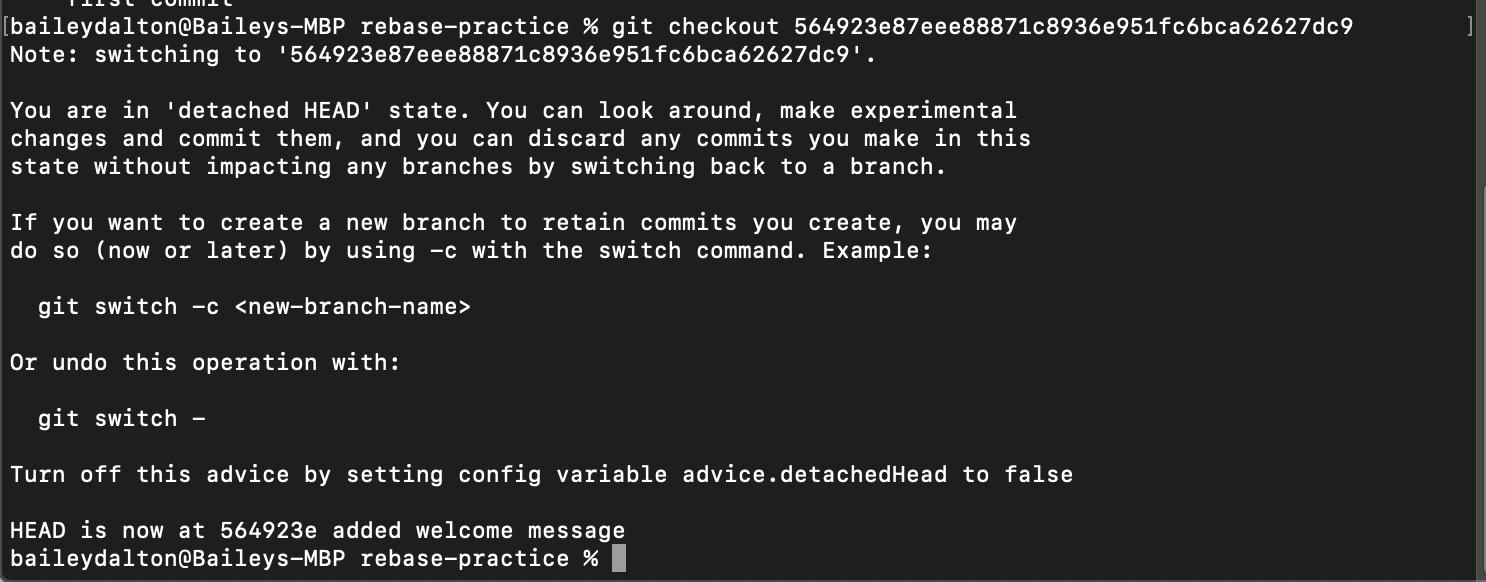 first commit
[baileydalton@Baileys-MBP rebase-practice % git checkout 564923e87eee88871c8936e951fc6bca62627dc9 ]
Note: switching to '564923e87eee88871c8936e951fc6bca62627dc9'.
You are in 'detached HEAD' state. You can look around, make experimental
changes and commit them, and you can discard any commits you make in this
state without impacting any branches by switching back to a branch.
If you want to create a new branch to retain commits you create, you may
do so (now or later) by using -c with the switch command. Example:
git switch -c <new-branch-name>
Or undo this operation with:
git switch -
Turn off this advice by setting config variable advice.detachedHead to false
HEAD is now at 564923e added welcome message
baileydalton@Baileys-MBP rebase-practice %